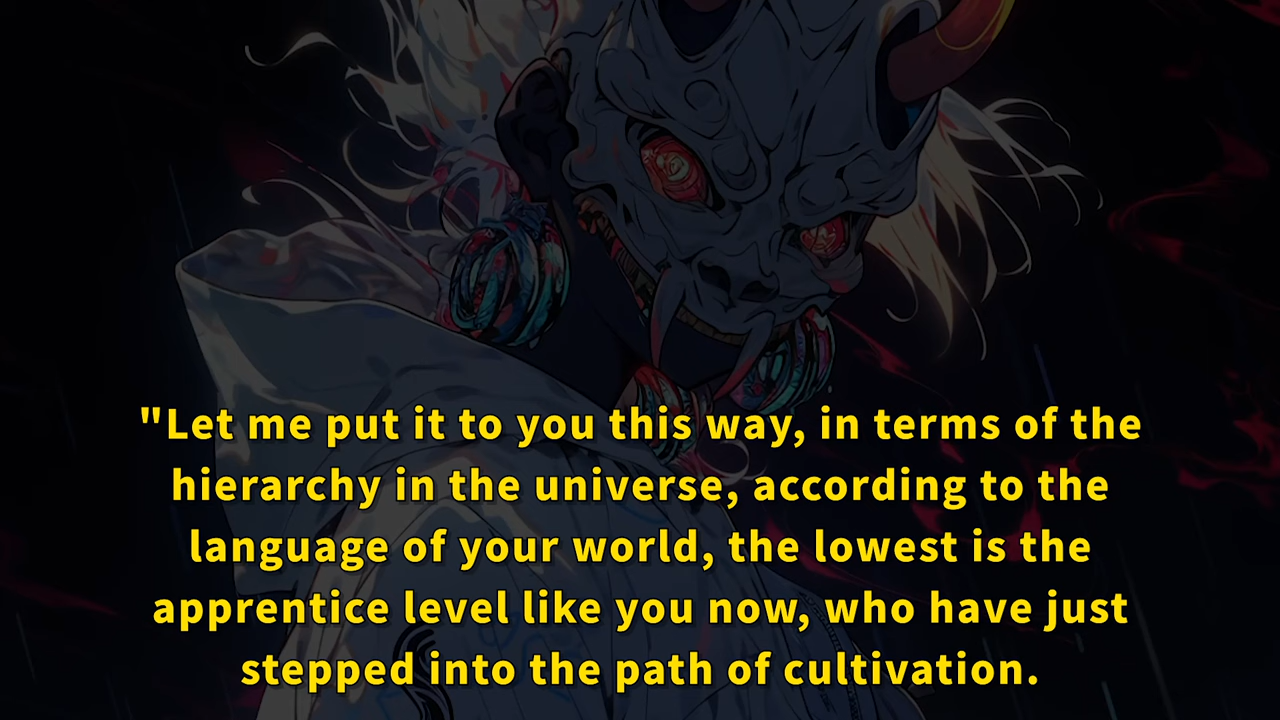 "Let me put it to you this way, in terms of the
hierarchy in the universe, according to the
language of your world, the lowest is the
apprentice level like you now, who have just
stepped into the path of cultivation.